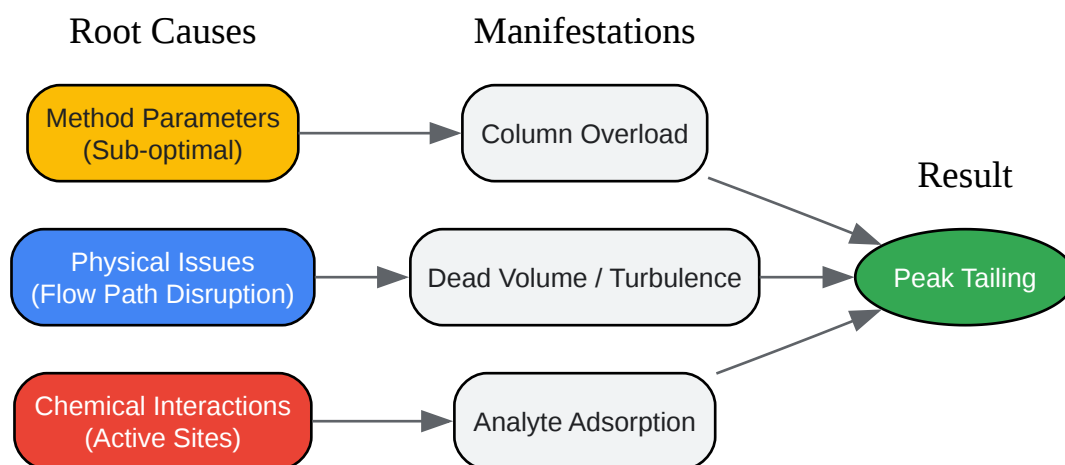 Root Causes
Manifestations
Result
Method Parameters
(Sub-optimal)
Column Overload
Physical Issues
(Flow Path Disruption)
Dead Volume / Turbulence
Peak Tailing
Chemical Interactions
(Active Sites)
Analyte Adsorption